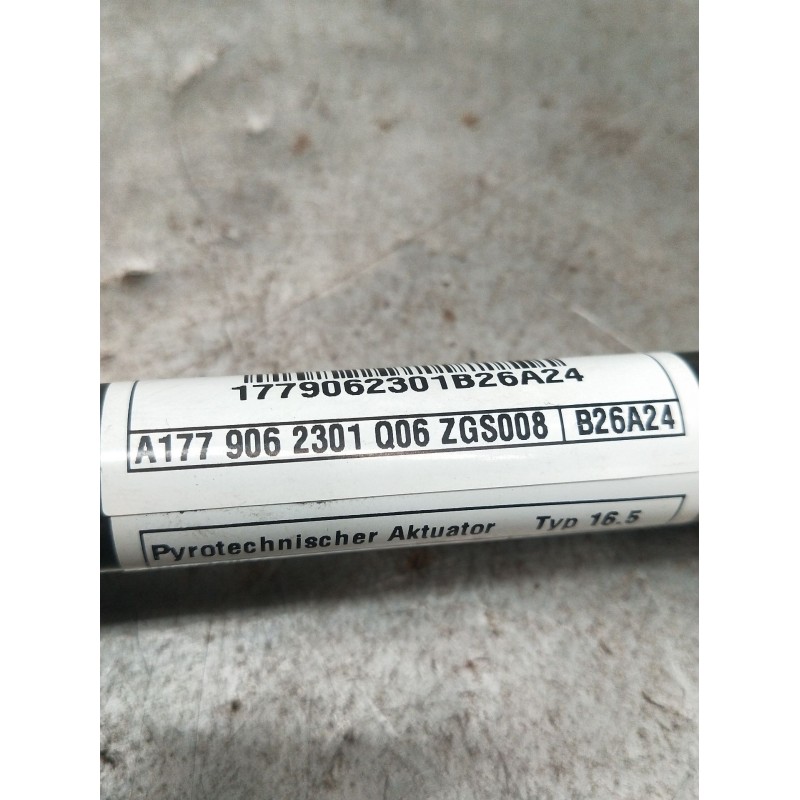 1779062301B26A24
A177 906 2301 Q06 ZGS008 B26A24
Pyrotechnischer Aktuator Typ 16.5